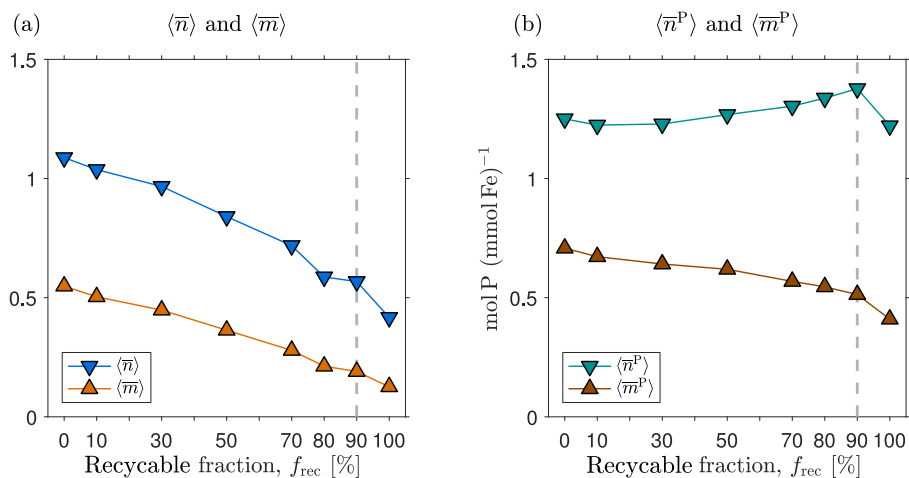 (a) ⟨n̅⟩ and ⟨m̅⟩
1.5
1
0.5
0
⟨n̅⟩
⟨m̅⟩
0 10 30 50 70 80 90 100
Recycable fraction, f_rec [%]
(b) ⟨n̅ᴾ⟩ and ⟨m̅ᴾ⟩
mol P (mmol Fe)⁻¹
1.5
1
0.5
0
⟨n̅ᴾ⟩
⟨m̅ᴾ⟩
0 10 30 50 70 80 90 100
Recycable fraction, f_rec [%]